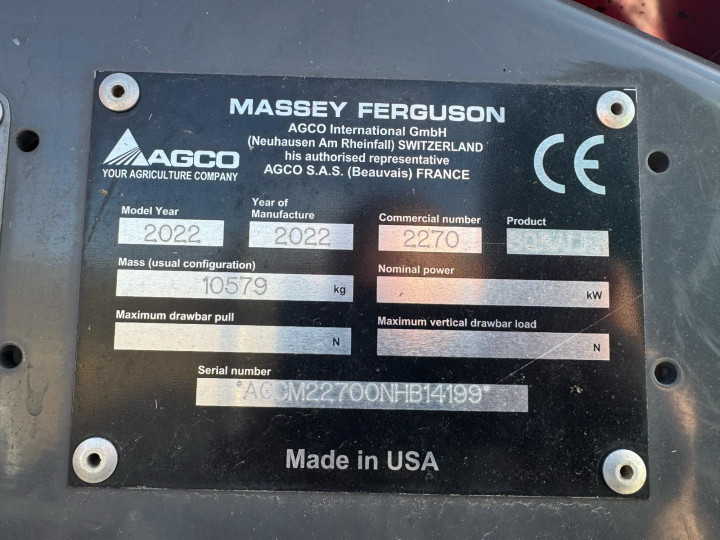 MASSEY FERGUSON
AGCO International GmbH
(Neuhausen Am Rheinfall) SWITZERLAND
his authorised representative
AGCO S.A.S. (Beauvais) FRANCE
AGCO
YOUR AGRICULTURE COMPANY
CE
Model Year
2022
Year of
Manufacture
2022
Commercial number
2270
Product
Mass (usual configuration)
10579 kg
Nominal power
kW
Maximum drawbar pull
N
Maximum vertical drawbar load
N
Serial number
*AGCM22700NHB14199*
Made in USA